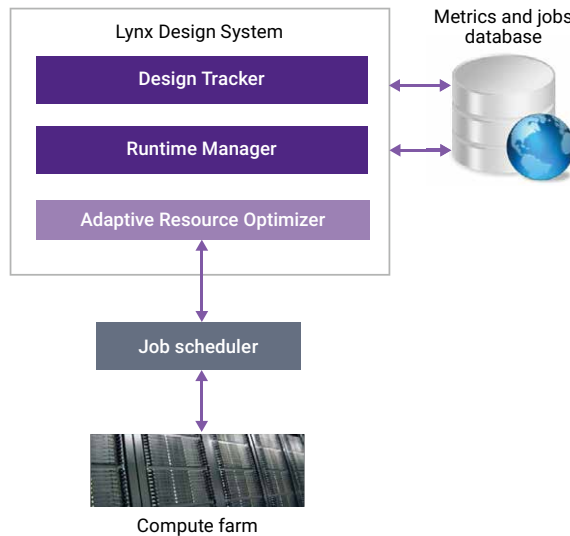 Lynx Design System
Metrics and jobs
database
Design Tracker
Runtime Manager
Adaptive Resource Optimizer
Job scheduler
Compute farm